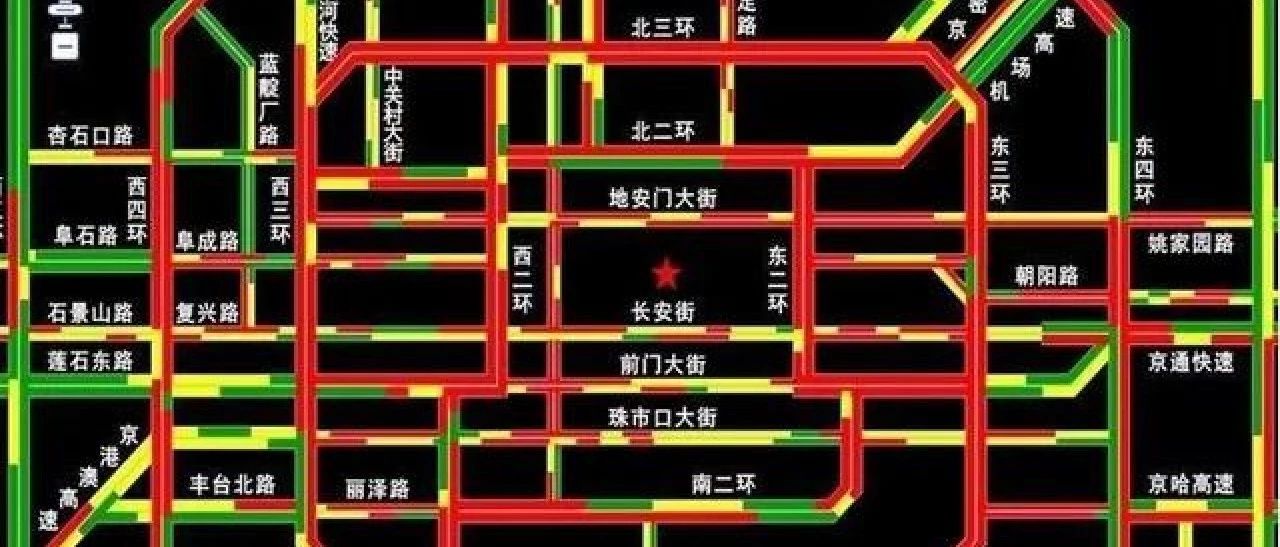 河快速
走路
北三环
密
京
速
高
场
机
蓝靛厂路
中关村大街
北二环
杏石口路
东三环
东四环
西四环
西三环
地安门大街
阜石路
阜成路
姚家园路
西二环
东二环
朝阳路
石景山路
复兴路
长安街
莲石东路
前门大街
京通快速
珠市口大街
京
港
澳
高
速
丰台北路
丽泽路
南二环
京哈高速